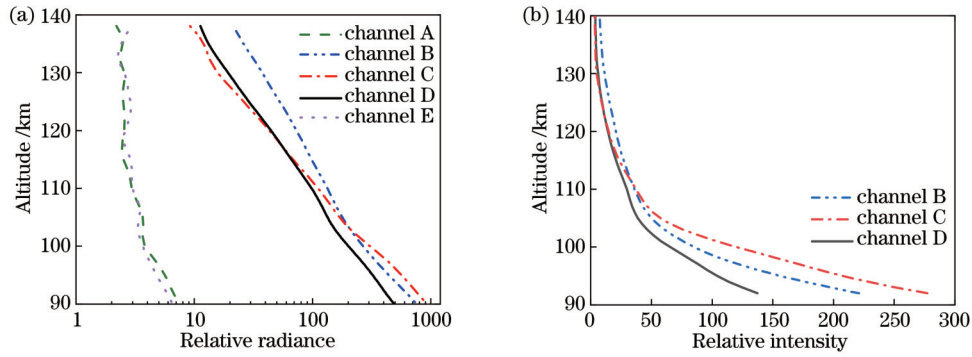 (a)
140
130
120
110
100
90
Altitude /km
channel A
channel B
channel C
channel D
channel E
1
10
100
1000
Relative radiance
(b)
140
130
120
110
100
90
Altitude /km
channel B
channel C
channel D
0
50
100
150
200
250
300
Relative intensity